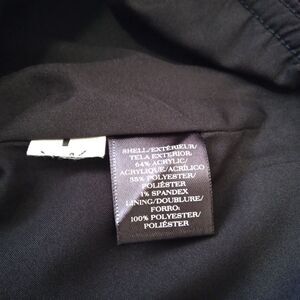 SHELL/EXTÉRIEUR/
TELA EXTERIOR:
64% ACRYLIC/
ACRYLIQUE/ACRÍLICO
35% POLYESTER/
POLIÉSTER
1% SPANDEX
LINING/DOUBLURE/
FORRO:
100% POLYESTER/
POLIÉSTER